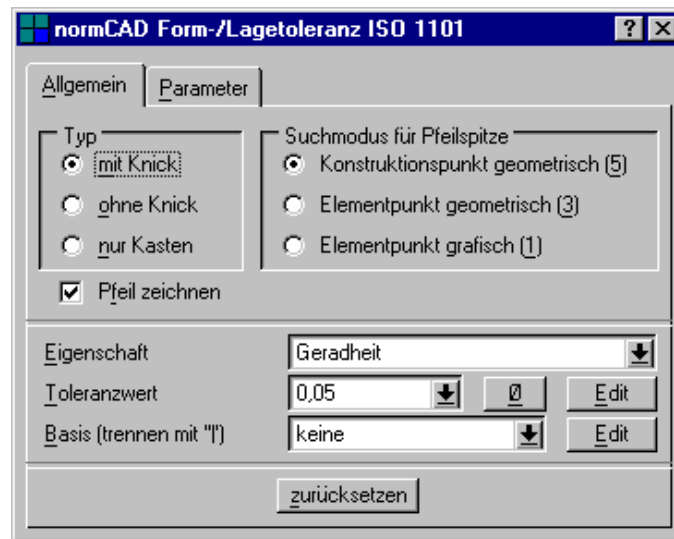 normCAD Form-/Lagetoleranz ISO 1101
Allgemein
Parameter
Typ
mit Knick
ohne Knick
nur Kasten
Suchmodus für Pfeilspitze
Konstruktionspunkt geometrisch (5)
Elementpunkt geometrisch (3)
Elementpunkt grafisch (1)
Pfeil zeichnen
Eigenschaft
Geradheit
Toleranzwert
0,05
Ø
Edit
Basis (trennen mit "|")
keine
Edit
zurücksetzen